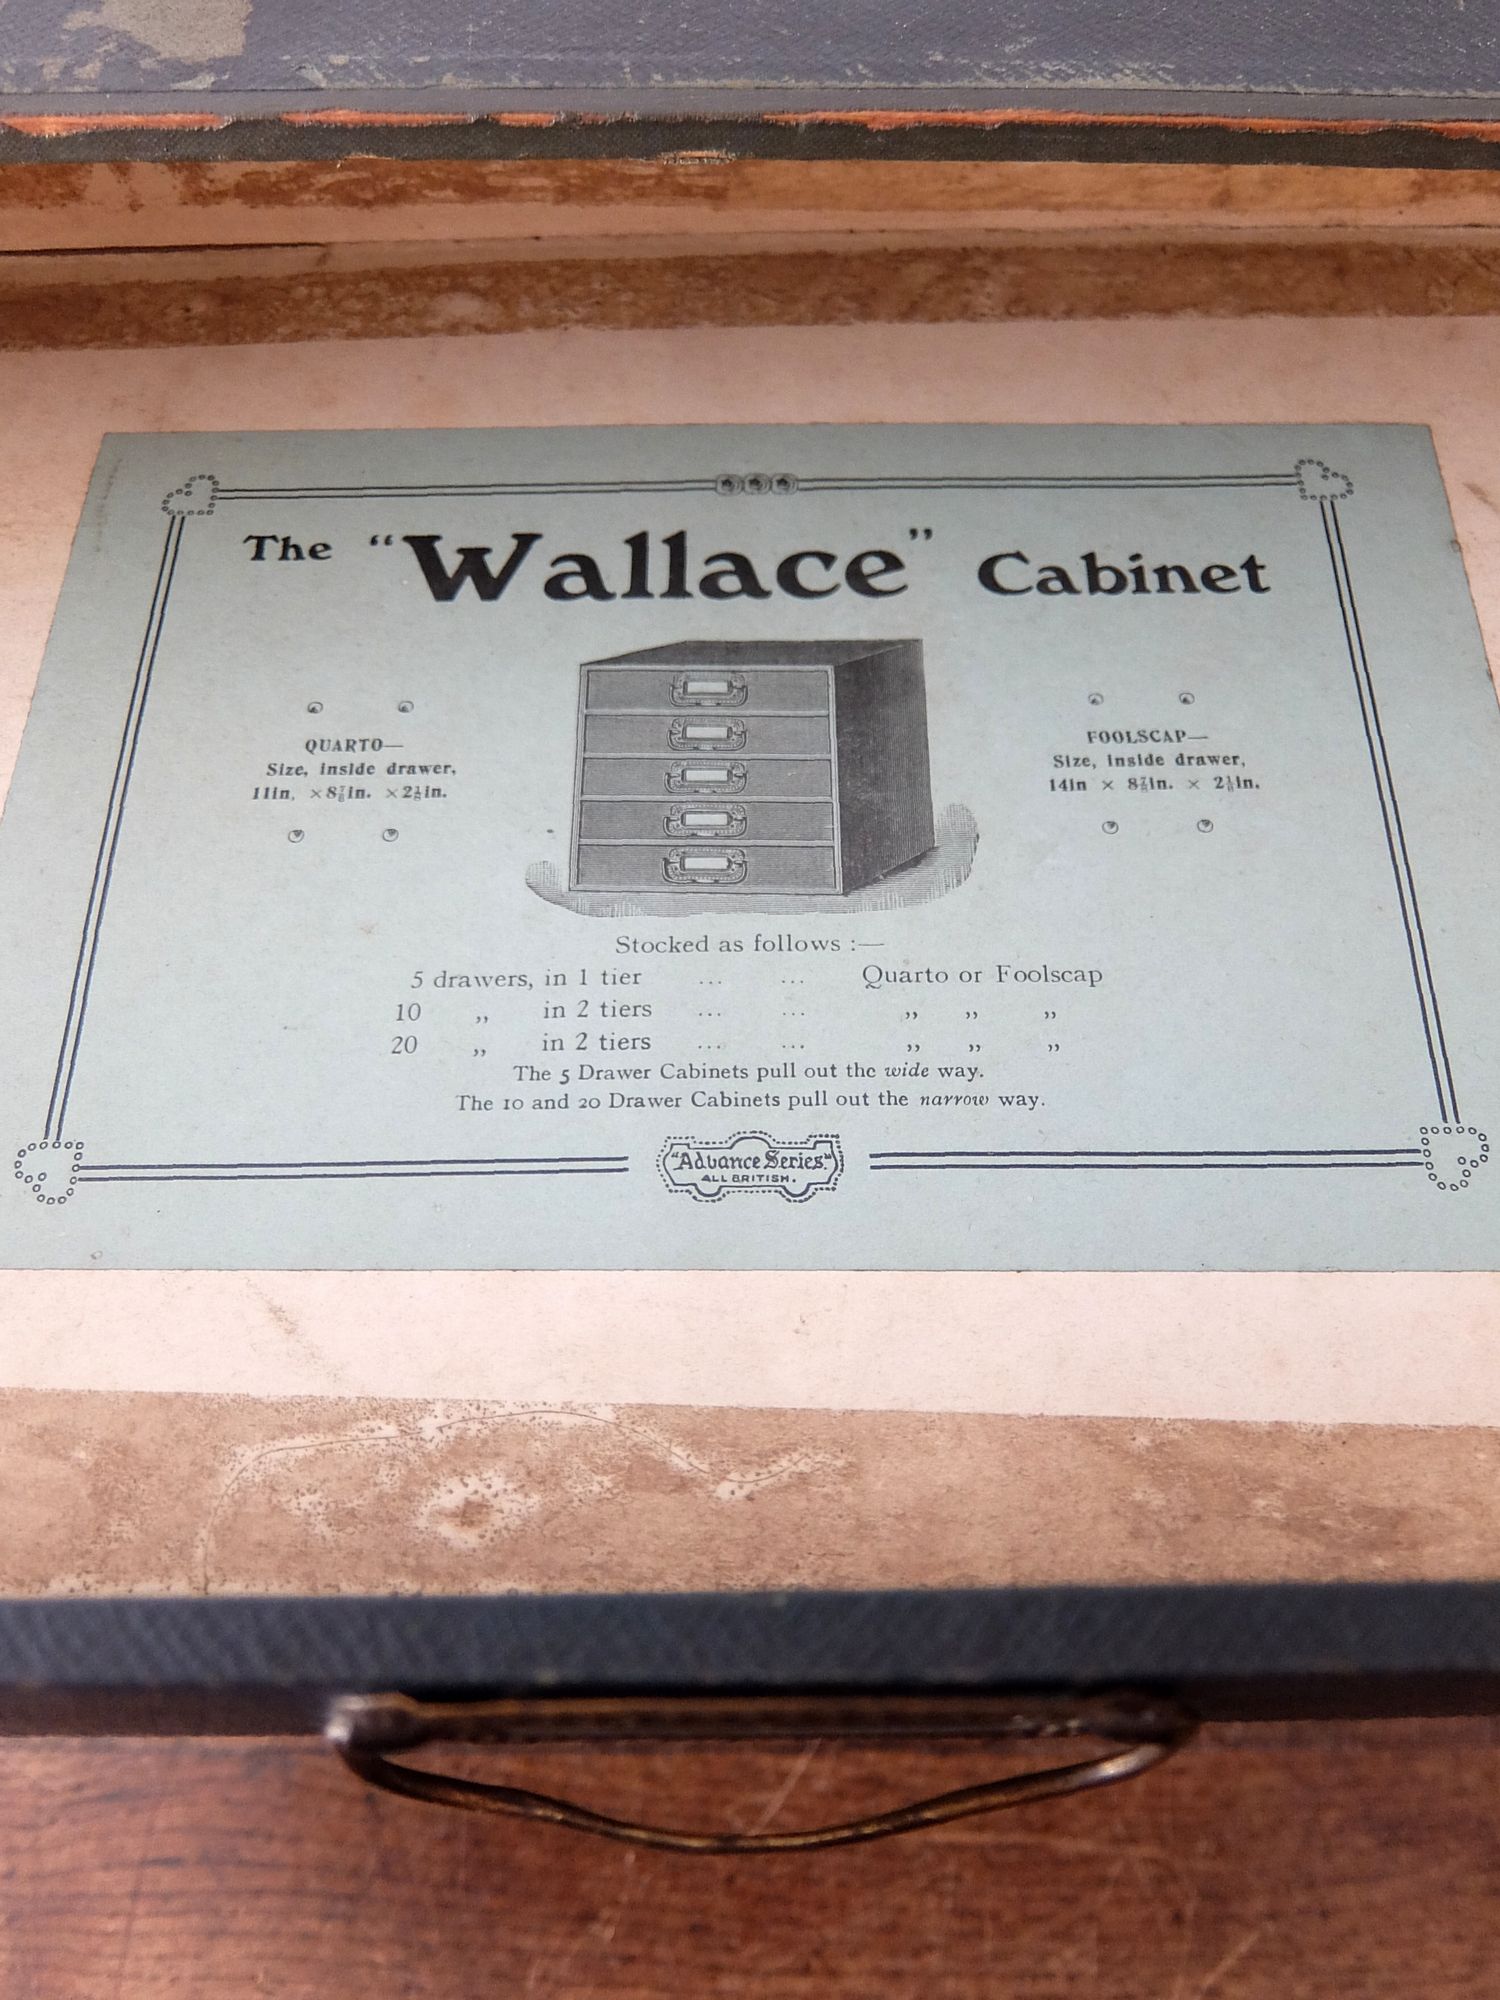 The “Wallace” Cabinet
QUARTO—
Size, inside drawer,
11in. × 8⅞in. × 2⅛in.
FOOLSCAP—
Size, inside drawer,
14in × 8⅞in. × 2⅛in.
Stocked as follows :—
5 drawers, in 1 tier ... ... Quarto or Foolscap
10 „ in 2 tiers ... ... „ „ „
20 „ in 2 tiers ... ... „ „ „
The 5 Drawer Cabinets pull out the wide way.
The 10 and 20 Drawer Cabinets pull out the narrow way.
“Advance Series.”
ALL BRITISH.